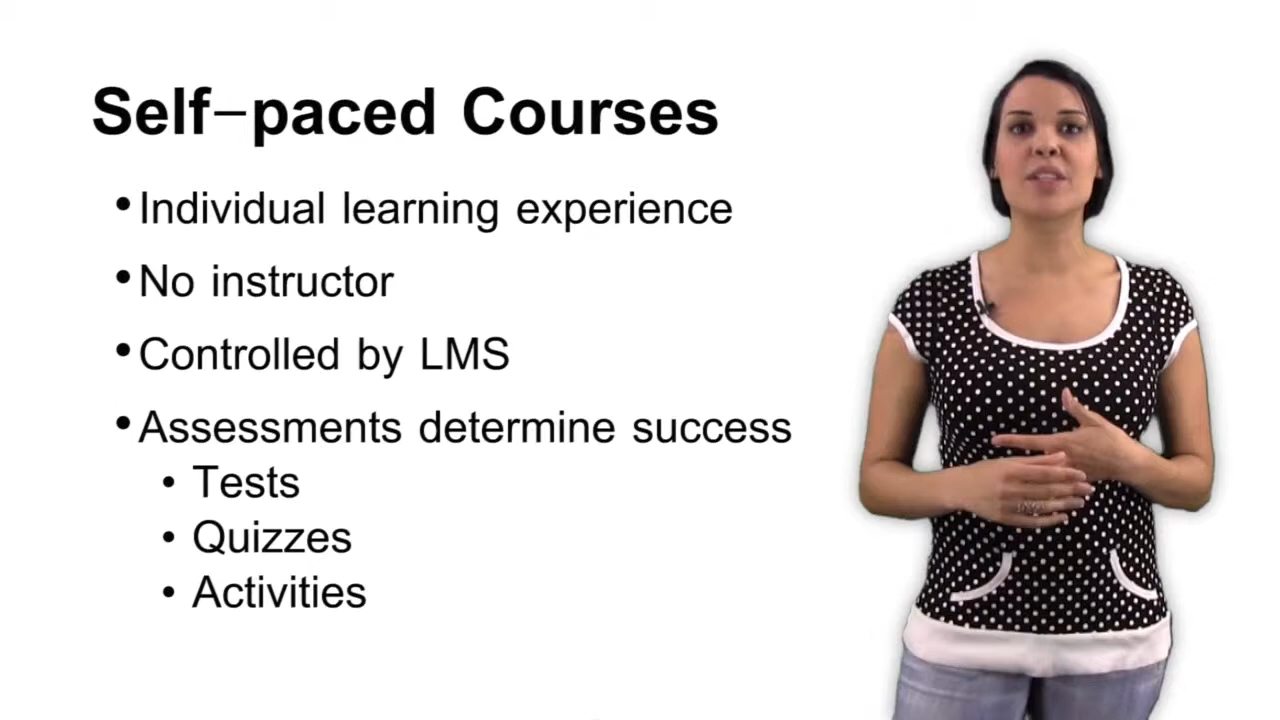 Self-paced Courses
•Individual learning experience
•No instructor
•Controlled by LMS
•Assessments determine success
• Tests
• Quizzes
• Activities